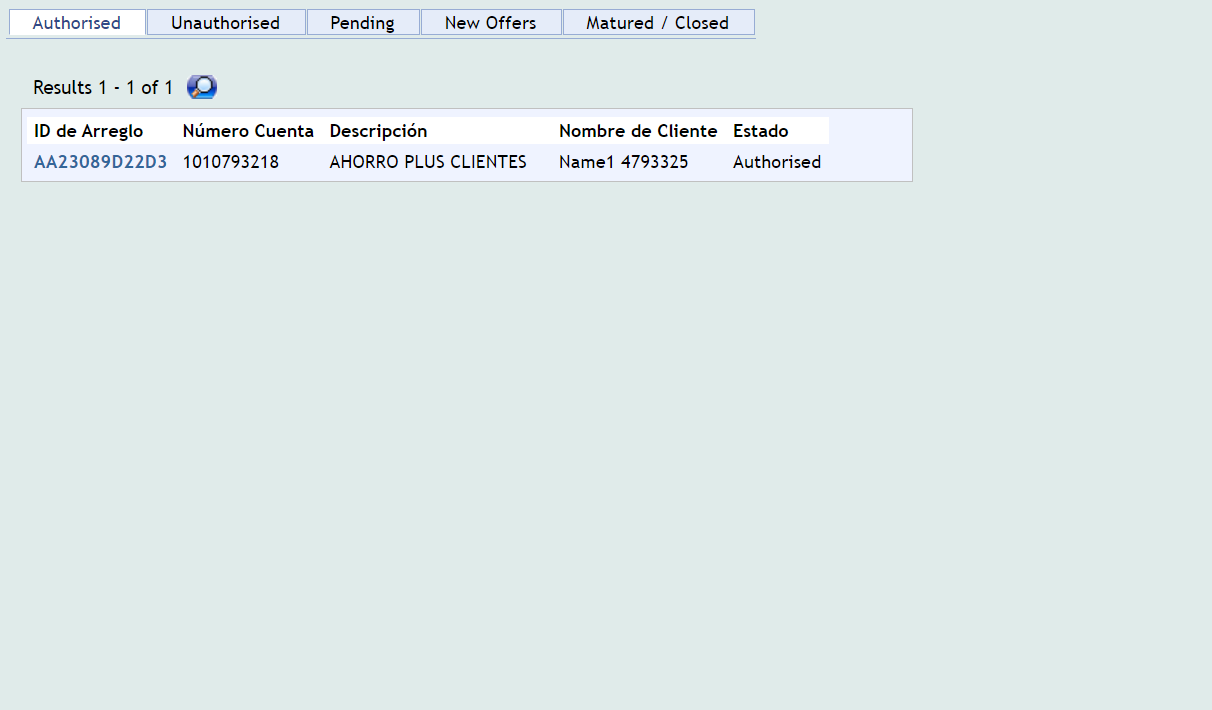 Authorised Unauthorised Pending New Offers Matured / Closed
Results 1 - 1 of 1
ID de Arreglo Número Cuenta Descripción Nombre de Cliente Estado
AA23089D22D3 1010793218 AHORRO PLUS CLIENTES Name1 4793325 Authorised